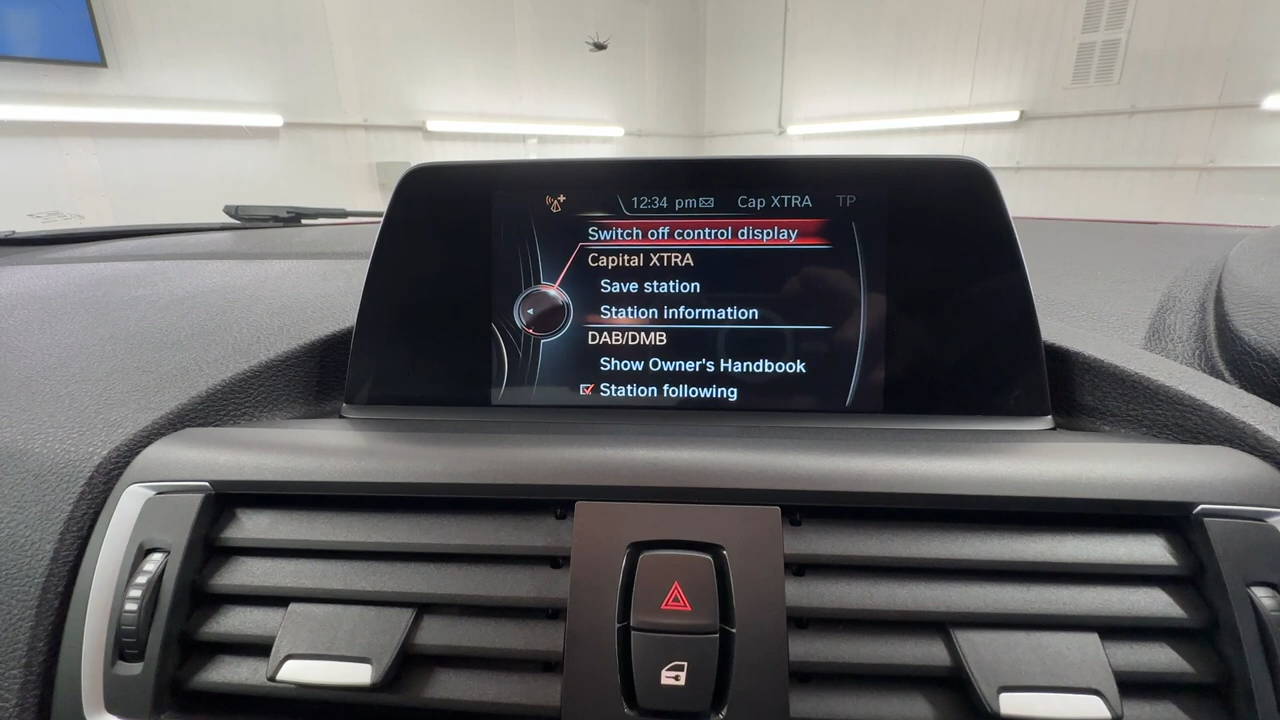 12:34 pm Cap XTRA TP
Switch off control display
Capital XTRA
Save station
Station information
DAB/DMB
Show Owner's Handbook
Station following